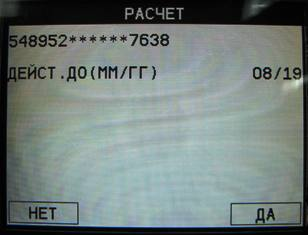 РАСЧЕТ
548952******7638
ДЕЙСТ.ДО(ММ/ГГ) 08/19
НЕТ ДА